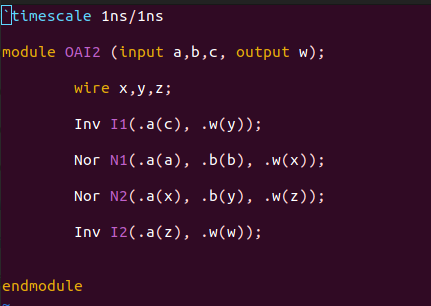 `timescale 1ns/1ns
module OAI2 (input a,b,c, output w);
wire x,y,z;
Inv I1(.a(c), .w(y));
Nor N1(.a(a), .b(b), .w(x));
Nor N2(.a(x), .b(y), .w(z));
Inv I2(.a(z), .w(w));
endmodule
~